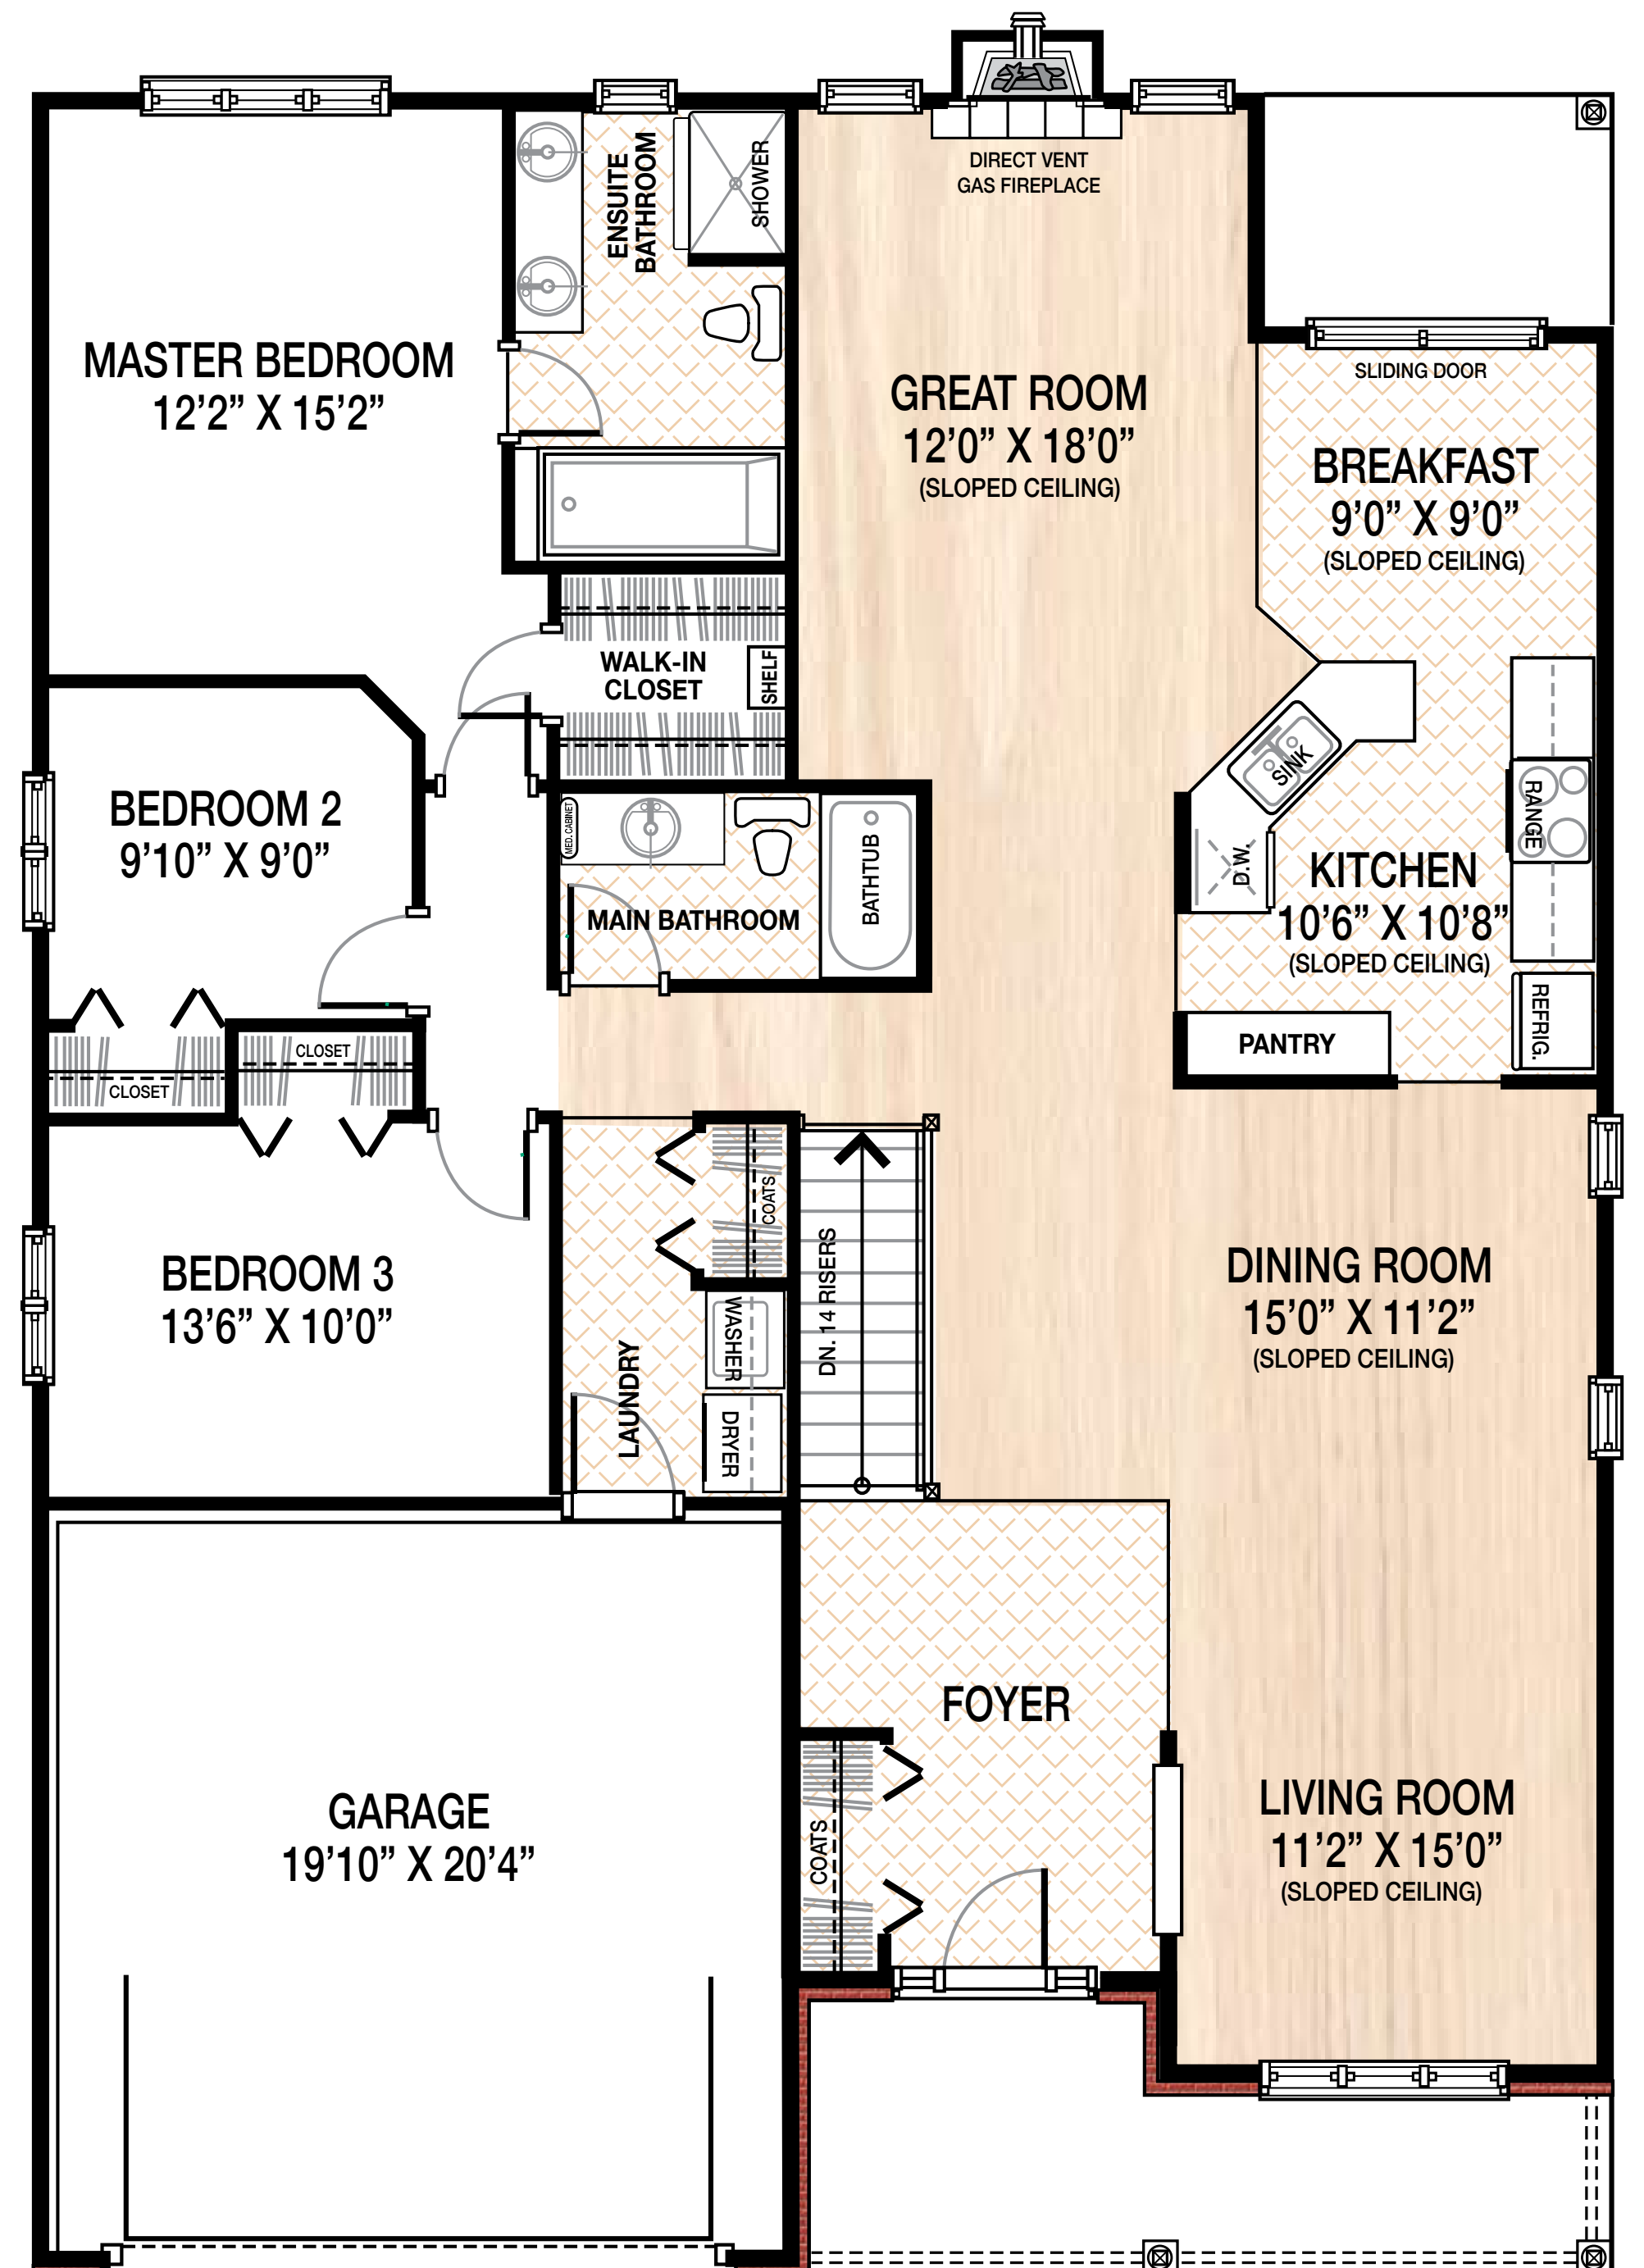 DIRECT VENT
GAS FIREPLACE
ENSUITE
BATHROOM
SHOWER
MASTER BEDROOM
12’2” X 15’2”
GREAT ROOM
12’0” X 18’0”
(SLOPED CEILING)
SLIDING DOOR
BREAKFAST
9’0” X 9’0”
(SLOPED CEILING)
WALK-IN
CLOSET
SHELF
SINK
RANGE
BEDROOM 2
9’10” X 9’0”
MED. CABINET
MAIN BATHROOM
BATHTUB
D.W.
KITCHEN
10’6” X 10’8”
(SLOPED CEILING)
REFRIG.
PANTRY
CLOSET
CLOSET
COATS
BEDROOM 3
13’6” X 10’0”
WASHER
LAUNDRY
DRYER
DN. 14 RISERS
DINING ROOM
15’0” X 11’2”
(SLOPED CEILING)
FOYER
COATS
GARAGE
19’10” X 20’4”
LIVING ROOM
11’2” X 15’0”
(SLOPED CEILING)